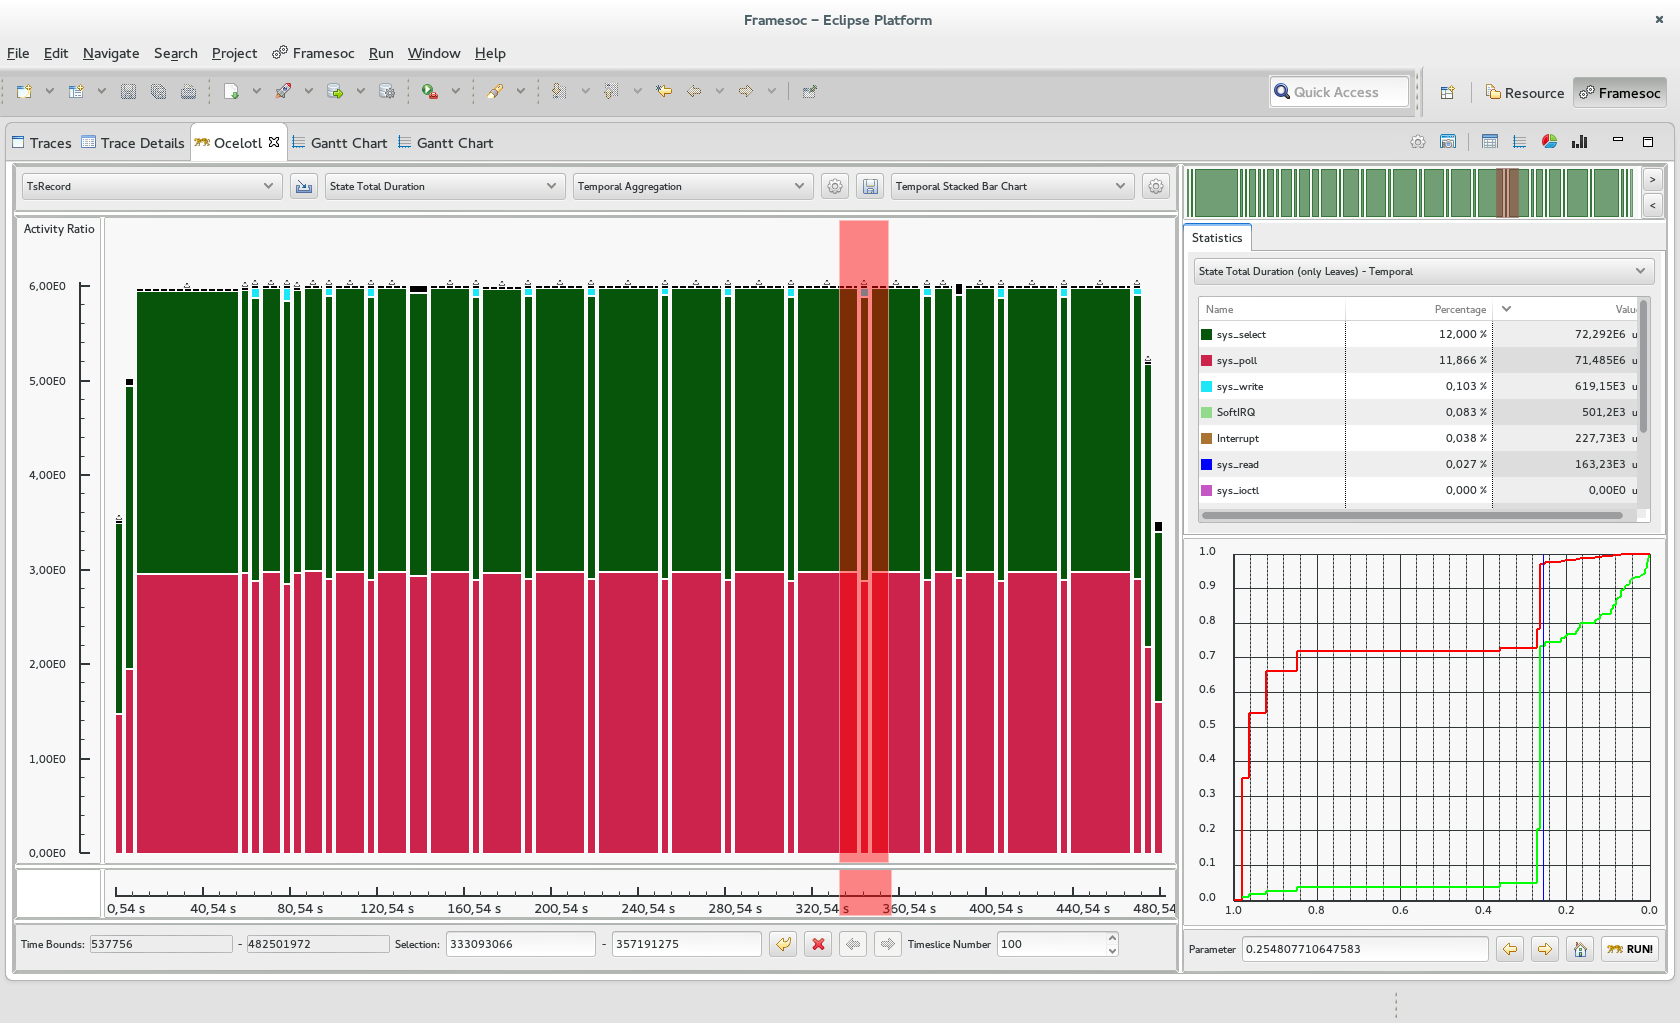 Framesoc – Eclipse Platform
File Edit Navigate Search Project Framesoc Run Window Help
Quick Access
Resource Framesoc
Traces Trace Details Ocelotl Gantt Chart Gantt Chart
TsRecord State Total Duration Temporal Aggregation Temporal Stacked Bar Chart
>
<
Activity Ratio
6,00E0
5,00E0
4,00E0
3,00E0
2,00E0
1,00E0
0,00E0
0,54 s 40,54 s 80,54 s 120,54 s 160,54 s 200,54 s 240,54 s 280,54 s 320,54 s 360,54 s 400,54 s 440,54 s 480,54
Time Bounds: 537756 - 482501972 Selection: 333093066 - 357191275 Timeslice Number 100
Statistics
State Total Duration (only Leaves) - Temporal
Name Percentage Valu
sys_select 12,000 % 72,292E6 u
sys_poll 11,866 % 71,485E6 u
sys_write 0,103 % 619,15E3 u
SoftIRQ 0,083 % 501,2E3 u
Interrupt 0,038 % 227,73E3 u
sys_read 0,027 % 163,23E3 u
sys_ioctl 0,000 % 0,00E0 u
1.0
0.9
0.8
0.7
0.6
0.5
0.4
0.3
0.2
0.1
0.0
1.0 0.8 0.6 0.4 0.2 0.0
Parameter 0.254807710647583 RUN!